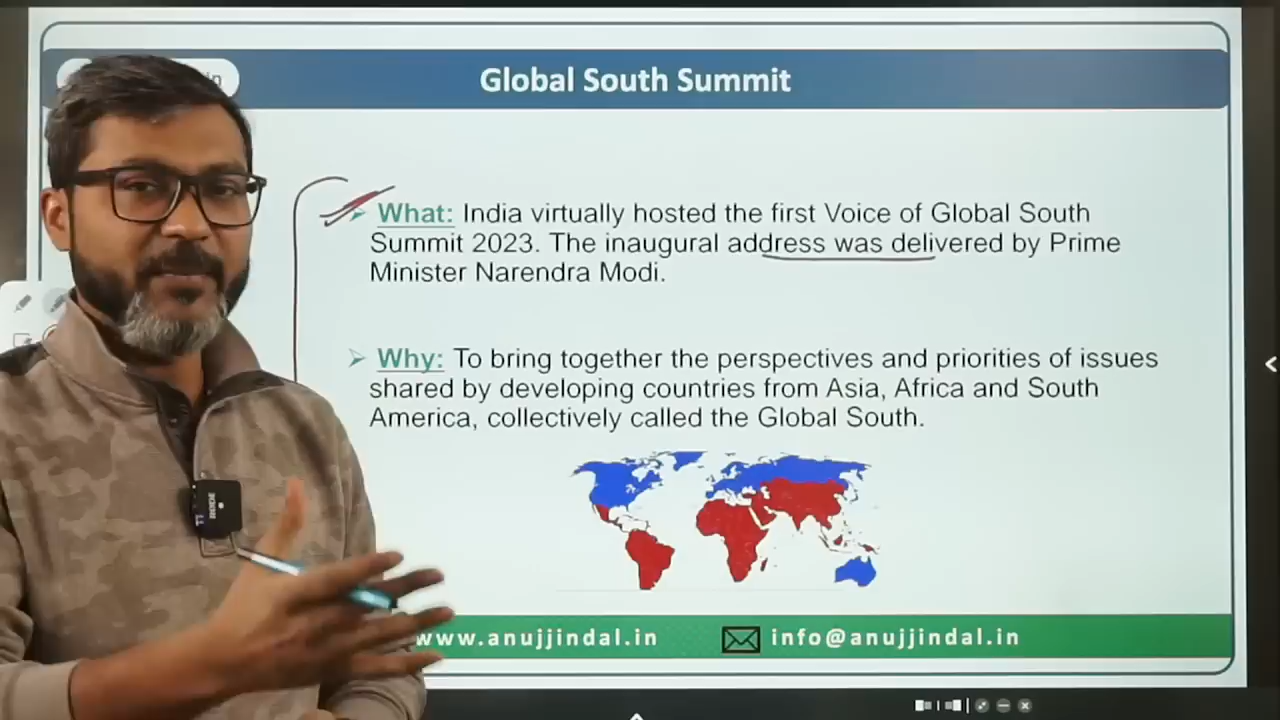 Global South Summit
What: India virtually hosted the first Voice of Global South
Summit 2023. The inaugural address was delivered by Prime
Minister Narendra Modi.
Why: To bring together the perspectives and priorities of issues
shared by developing countries from Asia, Africa and South
America, collectively called the Global South.
RODE
www.anujjindal.in
info@anujjindal.in